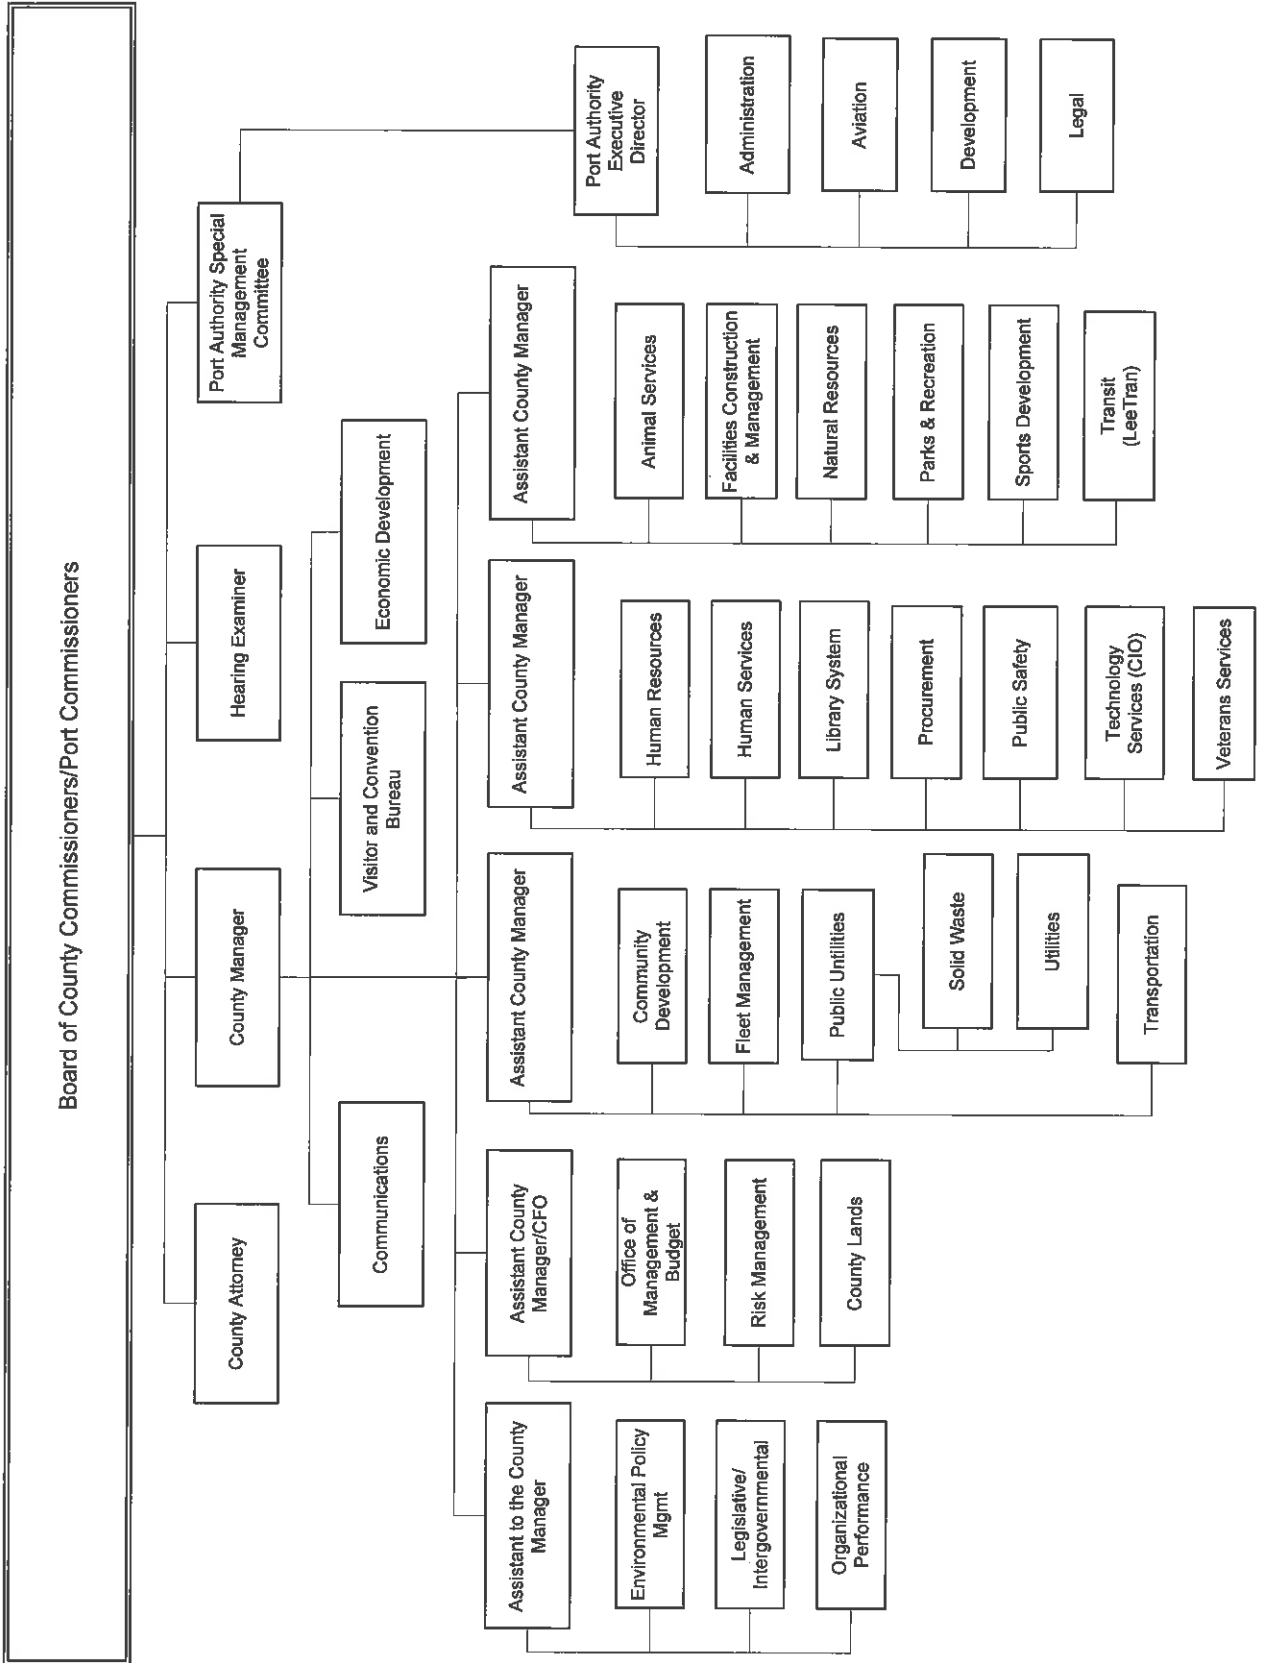 Board of County Commissioners/Port Commissioners
County Attorney
County Manager
Hearing Examiner
Port Authority Special
Management
Committee
Communications
Visitor and Convention
Bureau
Economic Development
Assistant to the County
Manager
Environmental Policy
Mgmt
Legislative/
Intergovernmental
Organizational
Performance
Assistant County
Manager/CFO
Office of
Management &
Budget
Risk Management
County Lands
Assistant County Manager
Community
Development
Fleet Management
Public Untilities
Solid Waste
Utilities
Transportation
Assistant County Manager
Human Resources
Human Services
Library System
Procurement
Public Safety
Technology
Services (CIO)
Veterans Services
Assistant County Manager
Animal Services
Facilities Construction
& Management
Natural Resources
Parks & Recreation
Sports Development
Transit
(LeeTran)
Port Authority
Executive
Director
Administration
Aviation
Development
Legal